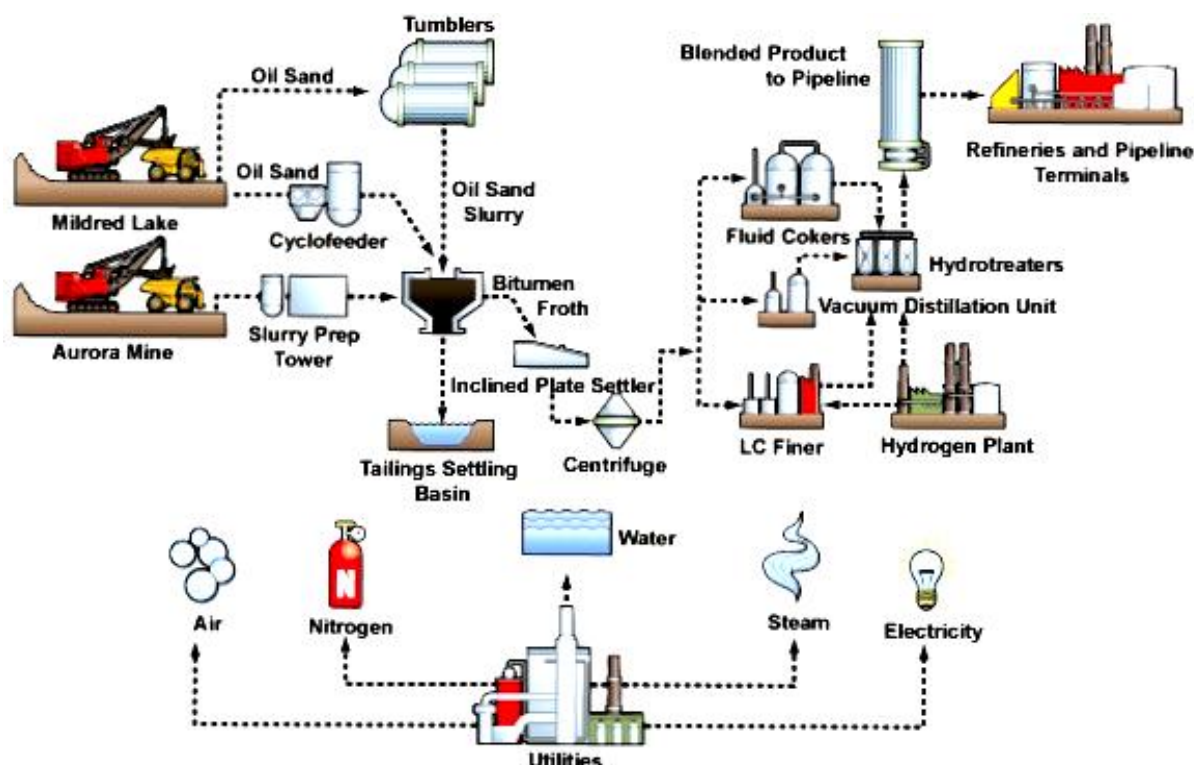 Tumblers
Oil Sand
Blended Product
to Pipeline
Refineries and Pipeline
Terminals
Mildred Lake
Oil Sand
Cyclofeeder
Oil Sand
Slurry
Fluid Cokers
Hydrotreaters
Vacuum Distillation Unit
Aurora Mine
Slurry Prep
Tower
Bitumen
Froth
Inclined Plate Settler
Centrifuge
LC Finer
Hydrogen Plant
Tailings Settling
Basin
Air
N
Nitrogen
Water
Steam
Electricity
Utilities